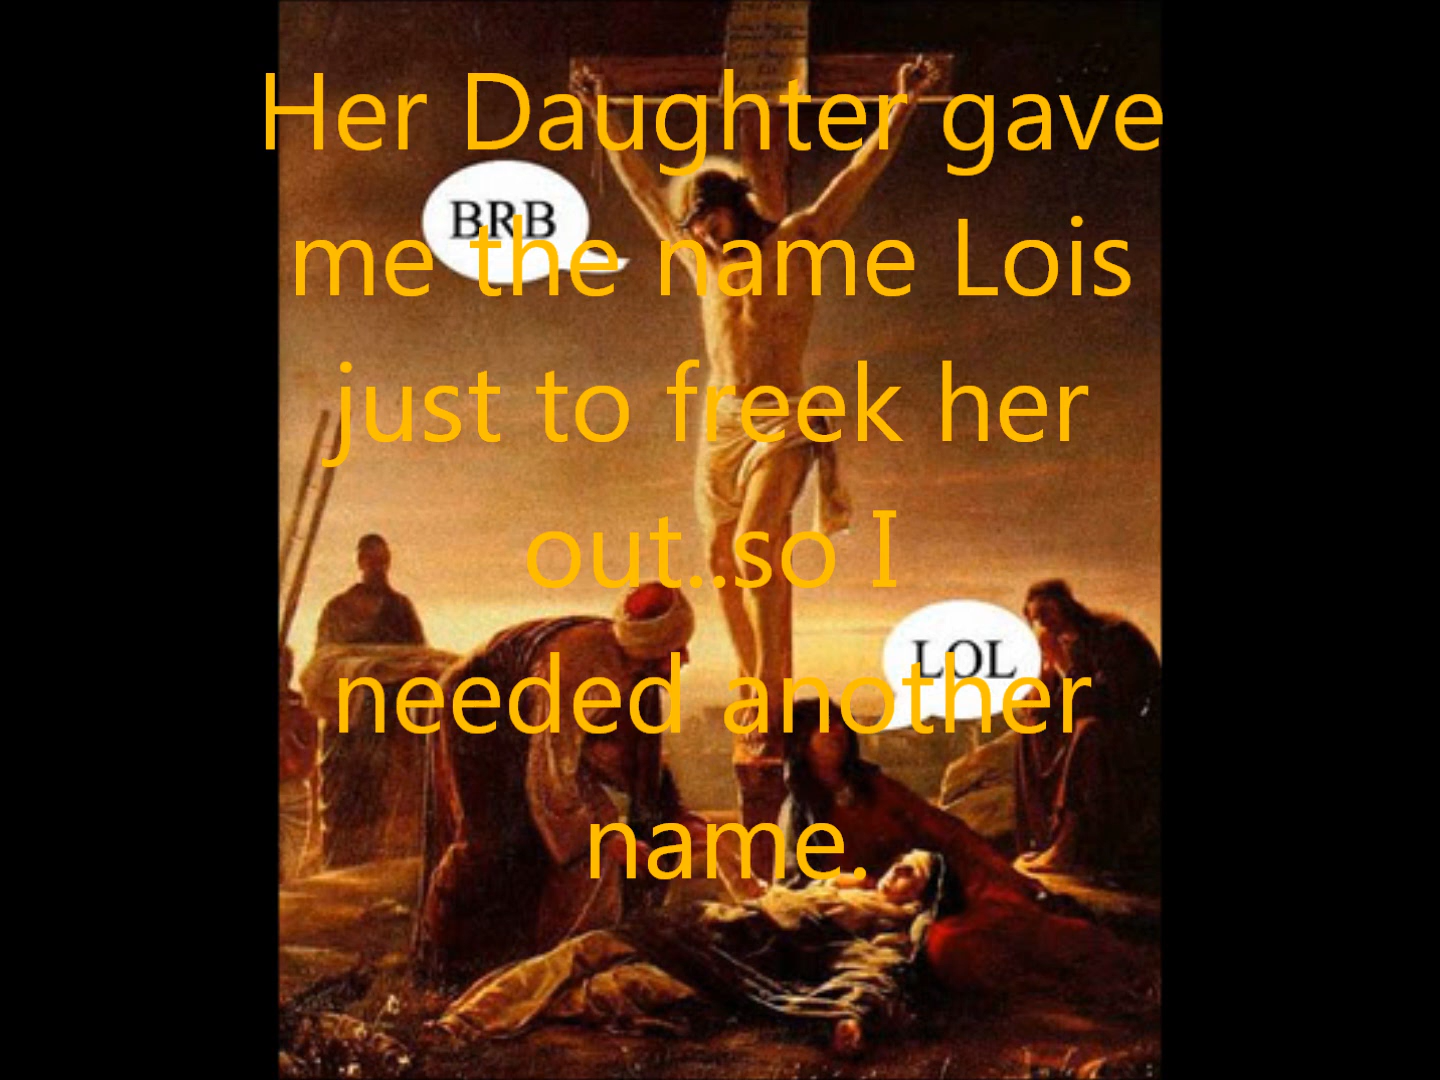 Her Daughter gave
BRB
me the name Lois
just to freek her
out..so I
LOL
needed another
name.